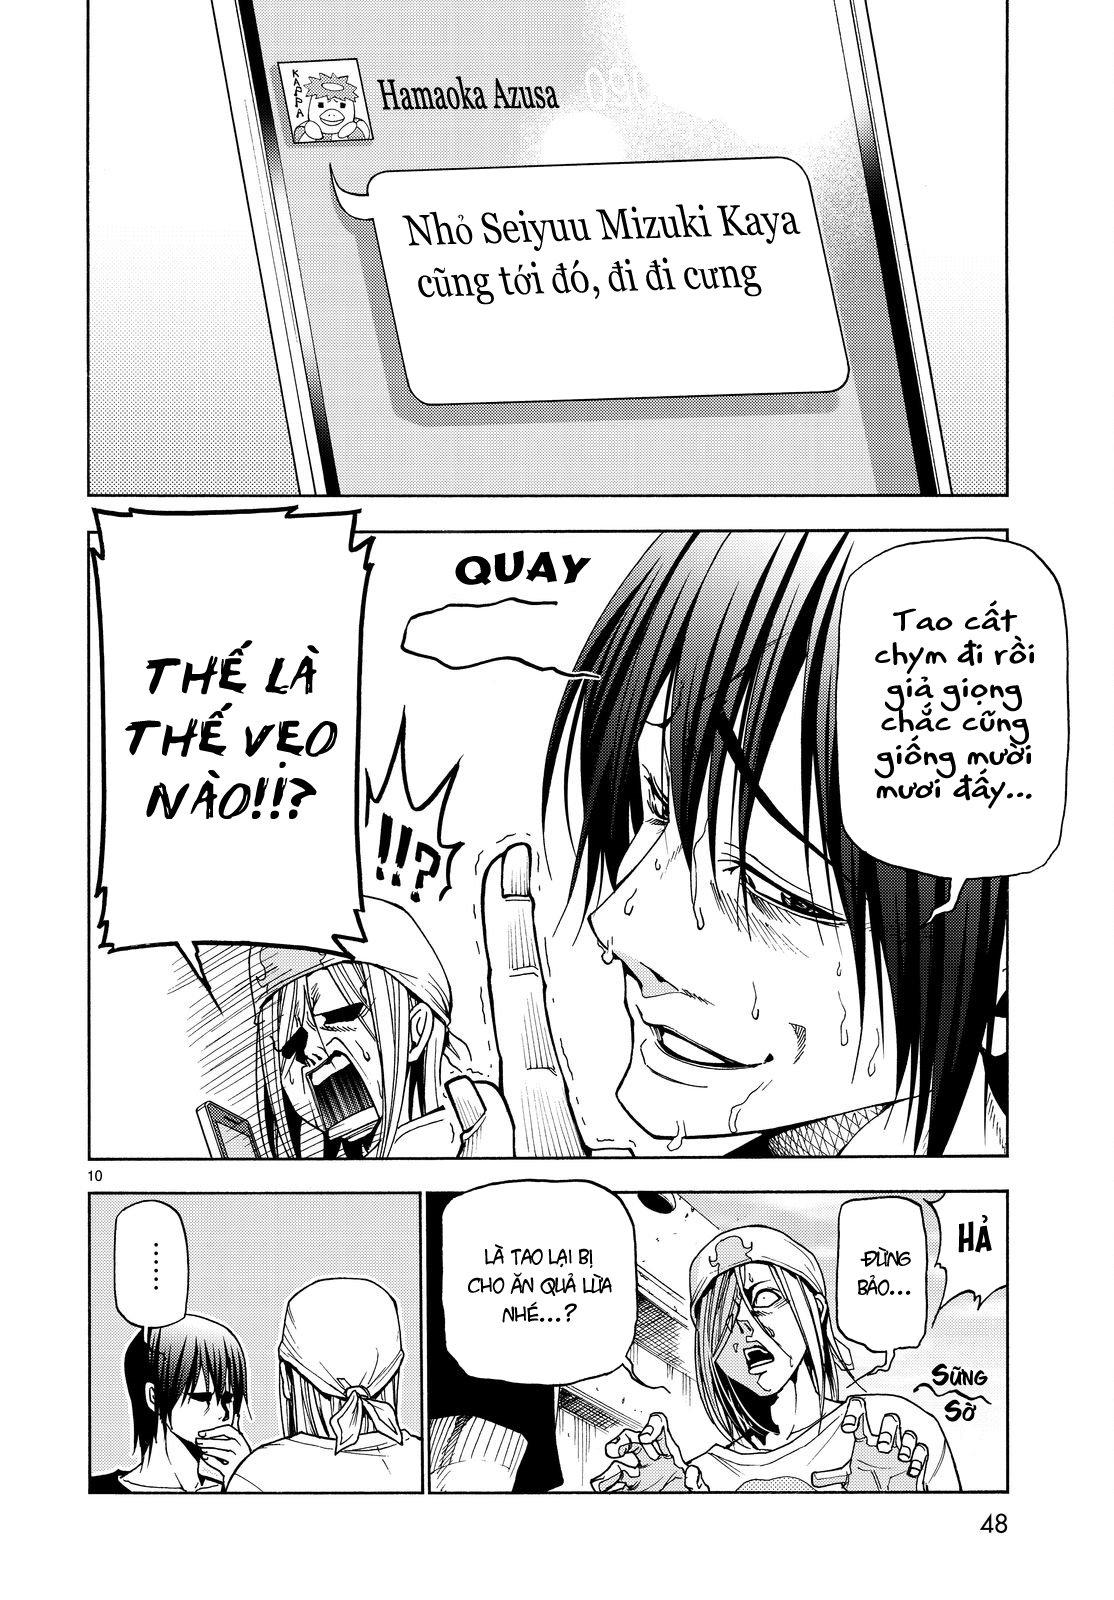 KAPPA
Hamaoka Azusa
090
Nhỏ Seiyuu Mizuki Kaya
cũng tới đó, đi đi cưng
Tao cất
chym đi rồi
giả giọng
chắc cũng
giống mười
mươi đấy...
QUAY
THẾ LÀ
THẾ VẸO
NÀO!!!?
!!?
10
HẢ
ĐỪNG
BẢO...
SỮNG
SỜ
LÀ TAO LẠI BỊ
CHO ĂN QUẢ LỪA
NHÉ...?
......
48